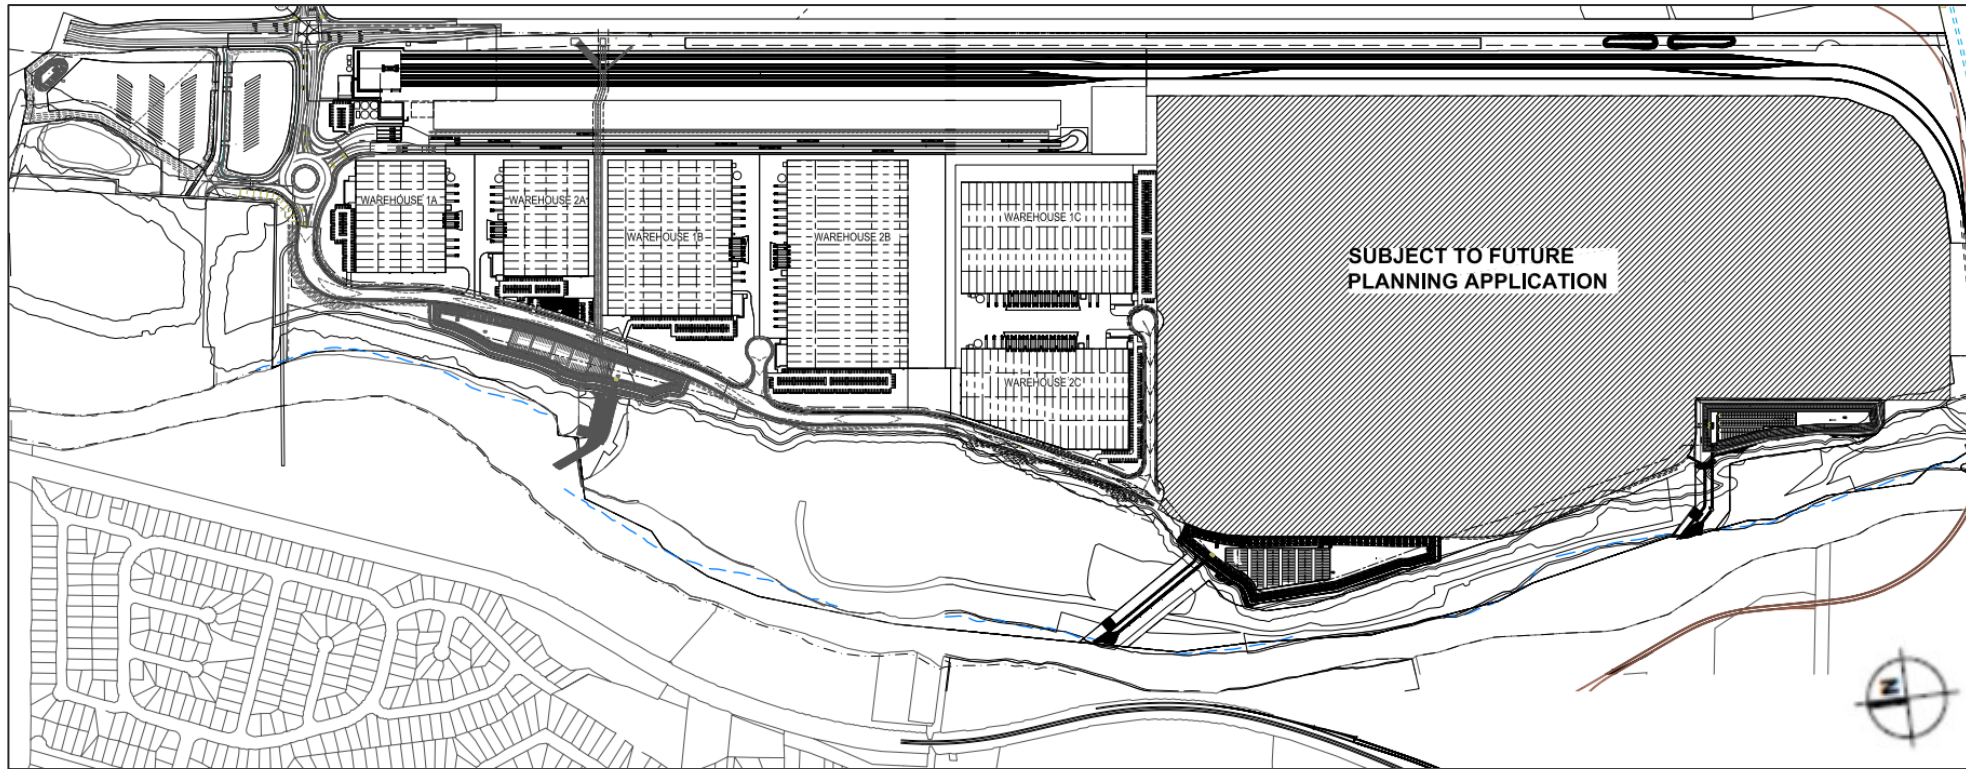 WAREHOUSE 1A
WAREHOUSE 2A
WAREHOUSE 1B
WAREHOUSE 2B
WAREHOUSE 1C
WAREHOUSE 2C
SUBJECT TO FUTURE
PLANNING APPLICATION
N